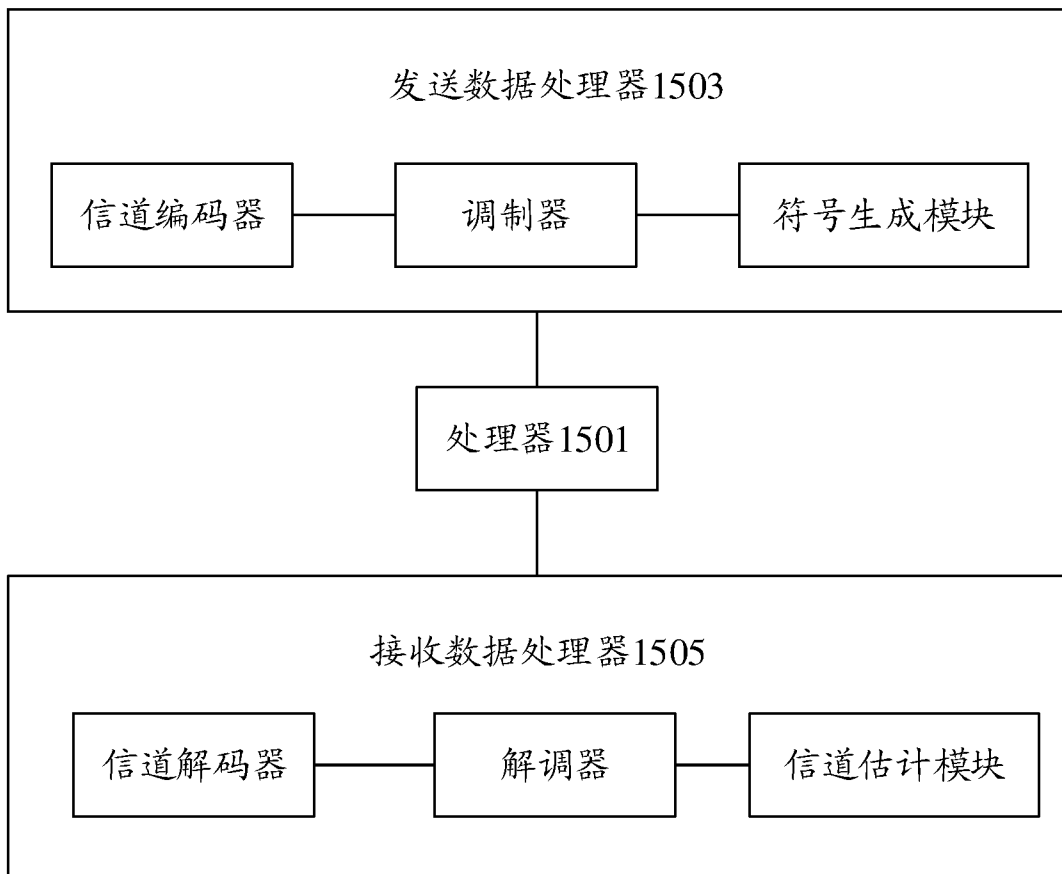 发送数据处理器1503
信道编码器
调制器
符号生成模块
处理器1501
接收数据处理器1505
信道解码器
解调器
信道估计模块